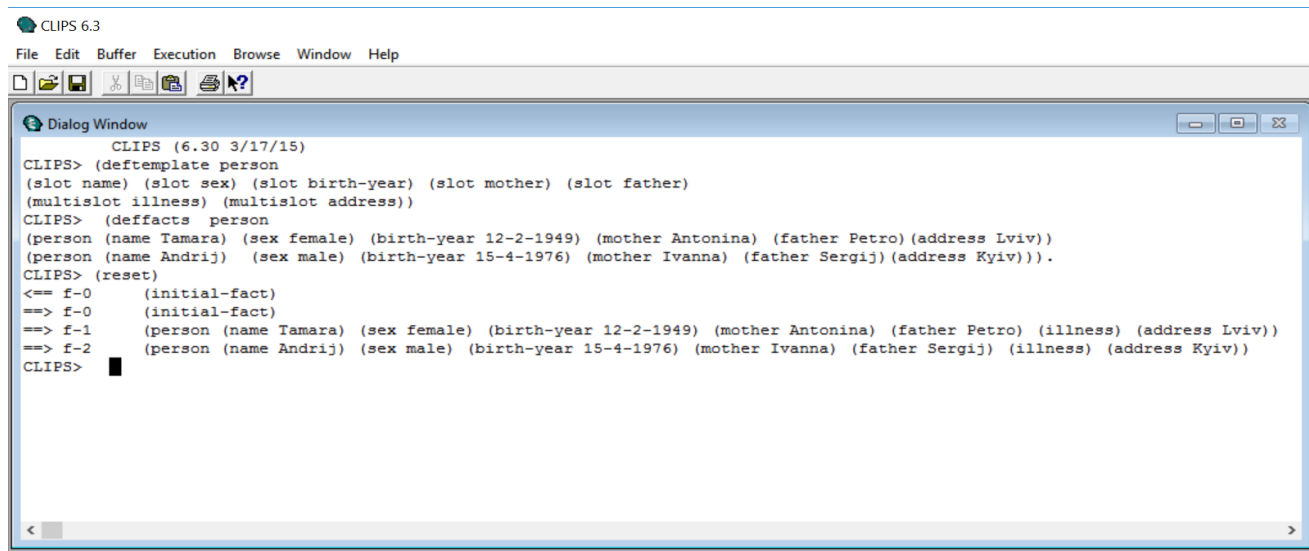 CLIPS 6.3
File Edit Buffer Execution Browse Window Help
Dialog Window
CLIPS (6.30 3/17/15)
CLIPS> (deftemplate person
(slot name) (slot sex) (slot birth-year) (slot mother) (slot father)
(multislot illness) (multislot address))
CLIPS>  (deffacts  person
(person (name Tamara) (sex female) (birth-year 12-2-1949) (mother Antonina) (father Petro)(address Lviv))
(person (name Andrij)  (sex male) (birth-year 15-4-1976) (mother Ivanna) (father Sergij)(address Kyiv))).
CLIPS> (reset)
<== f-0     (initial-fact)
==> f-0     (initial-fact)
==> f-1     (person (name Tamara) (sex female) (birth-year 12-2-1949) (mother Antonina) (father Petro) (illness) (address Lviv))
==> f-2     (person (name Andrij) (sex male) (birth-year 15-4-1976) (mother Ivanna) (father Sergij) (illness) (address Kyiv))
CLIPS>